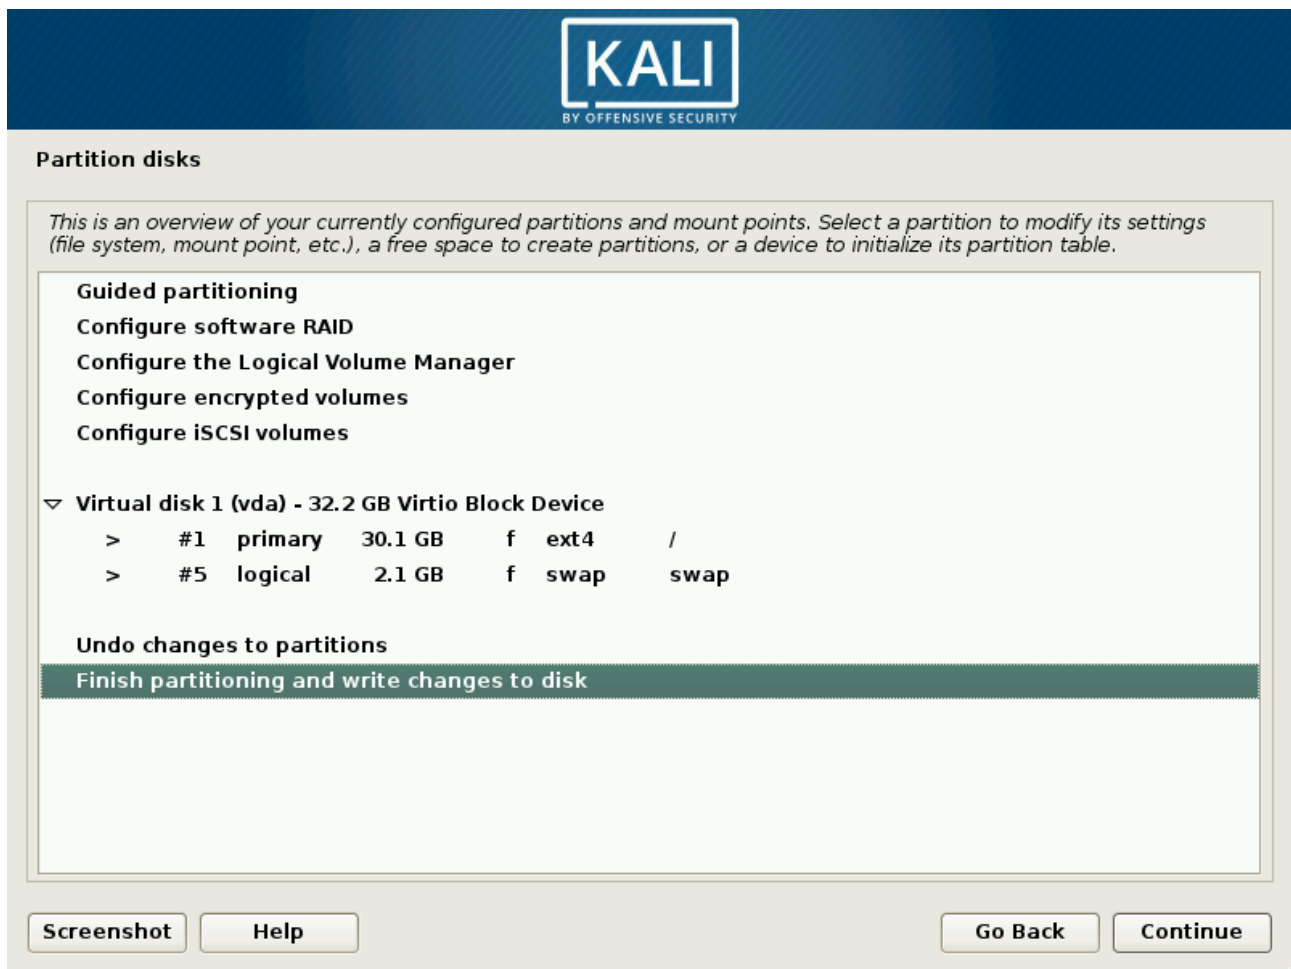 KALI
BY OFFENSIVE SECURITY
Partition disks
This is an overview of your currently configured partitions and mount points. Select a partition to modify its settings
(file system, mount point, etc.), a free space to create partitions, or a device to initialize its partition table.
Guided partitioning
Configure software RAID
Configure the Logical Volume Manager
Configure encrypted volumes
Configure iSCSI volumes
Virtual disk 1 (vda) - 32.2 GB Virtio Block Device
> #1 primary 30.1 GB f ext4 /
> #5 logical 2.1 GB f swap swap
Undo changes to partitions
Finish partitioning and write changes to disk
Screenshot Help Go Back Continue